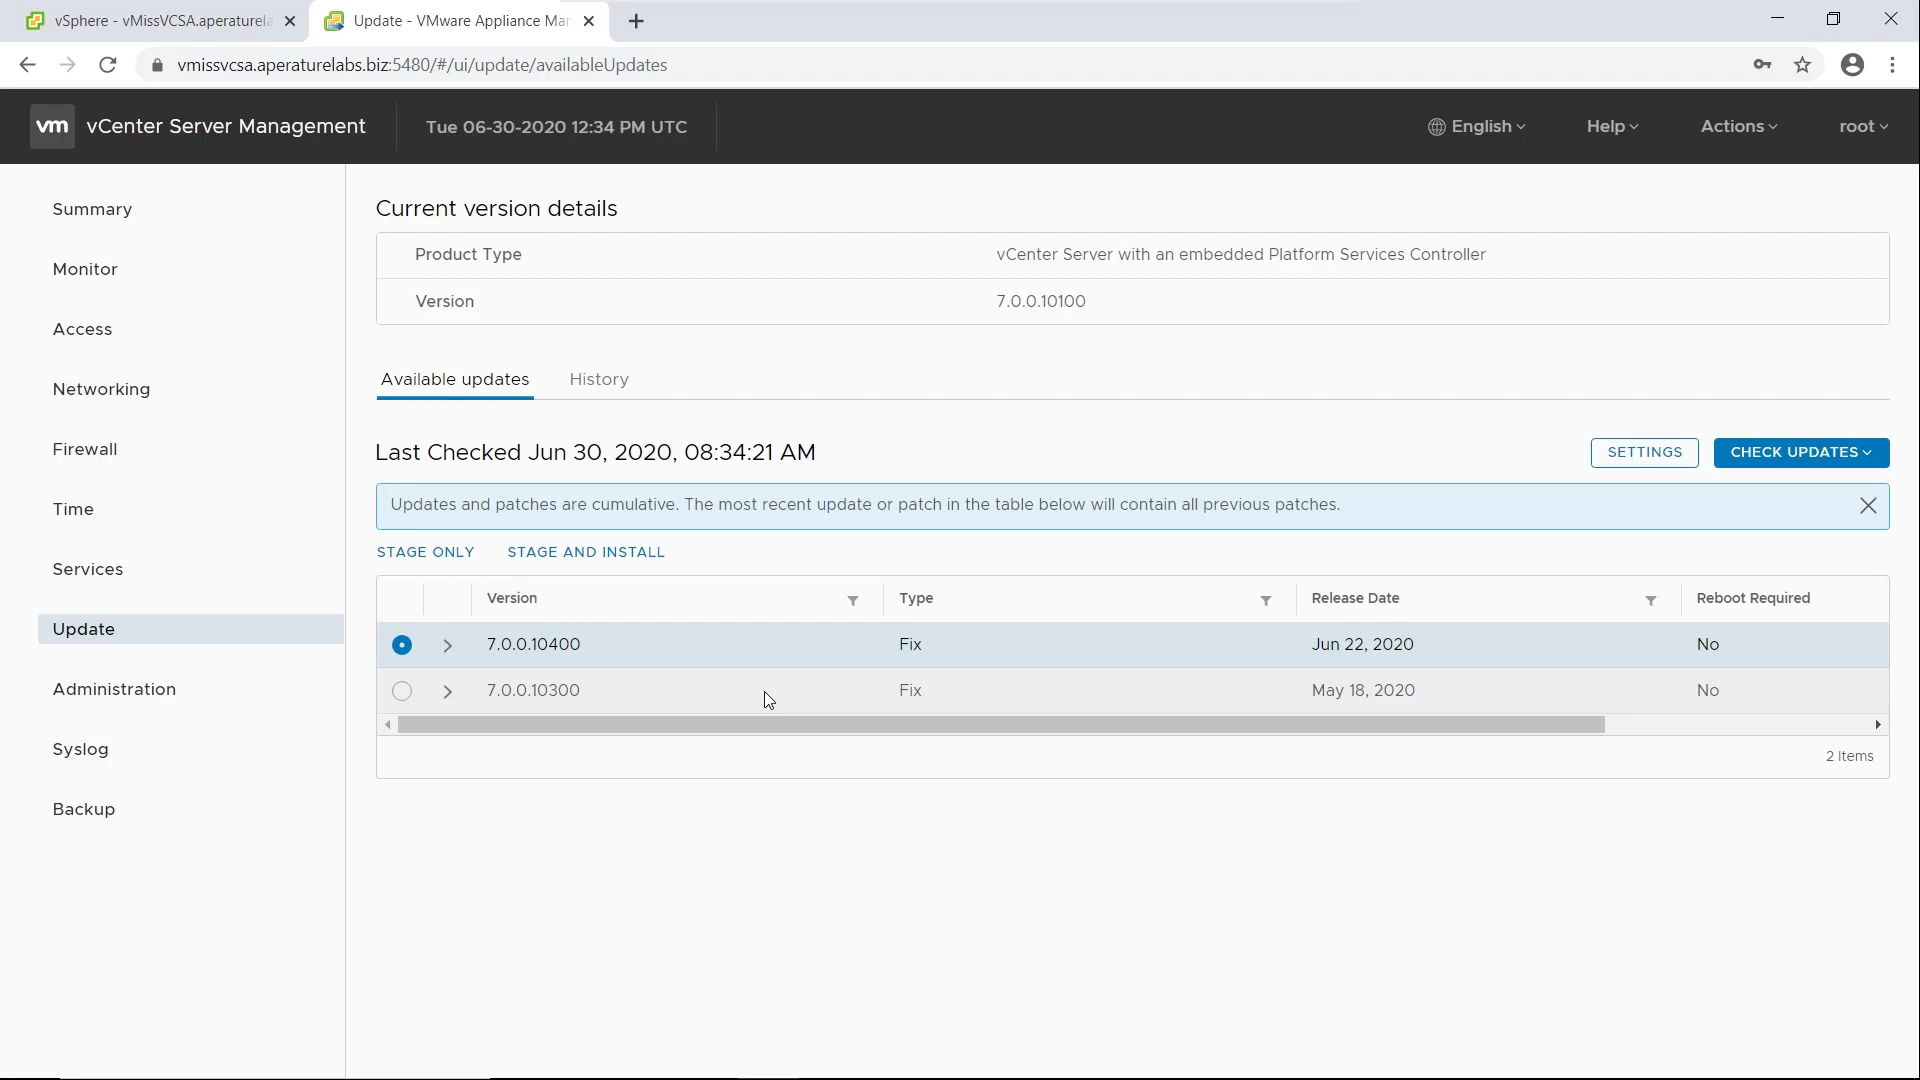 vSphere - vMissVCSA.aperaturela
Update - VMware Appliance Man
vmissvcsa.aperaturelabs.biz:5480/#/ui/update/availableUpdates
vm
vCenter Server Management
Tue 06-30-2020 12:34 PM UTC
English
Help
Actions
root
Summary
Monitor
Access
Networking
Firewall
Time
Services
Update
Administration
Syslog
Backup
Current version details
Product Type vCenter Server with an embedded Platform Services Controller
Version 7.0.0.10100
Available updates History
Last Checked Jun 30, 2020, 08:34:21 AM
SETTINGS CHECK UPDATES
Updates and patches are cumulative. The most recent update or patch in the table below will contain all previous patches.
STAGE ONLY STAGE AND INSTALL
Version Type Release Date Reboot Required
7.0.0.10400 Fix Jun 22, 2020 No
7.0.0.10300 Fix May 18, 2020 No
2 Items